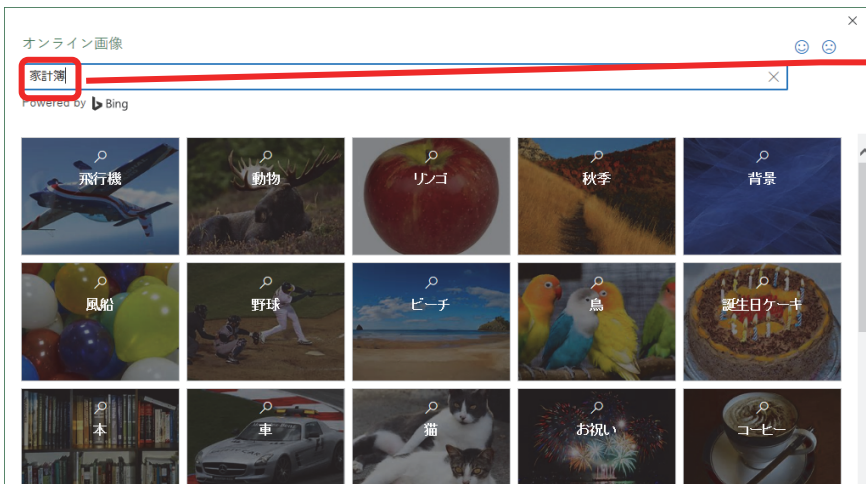 オンライン画像
家計簿
Powered by Bing
飛行機
動物
リンゴ
秋季
背景
風船
野球
ビーチ
鳥
誕生日ケーキ
本
車
猫
お祝い
コーヒー